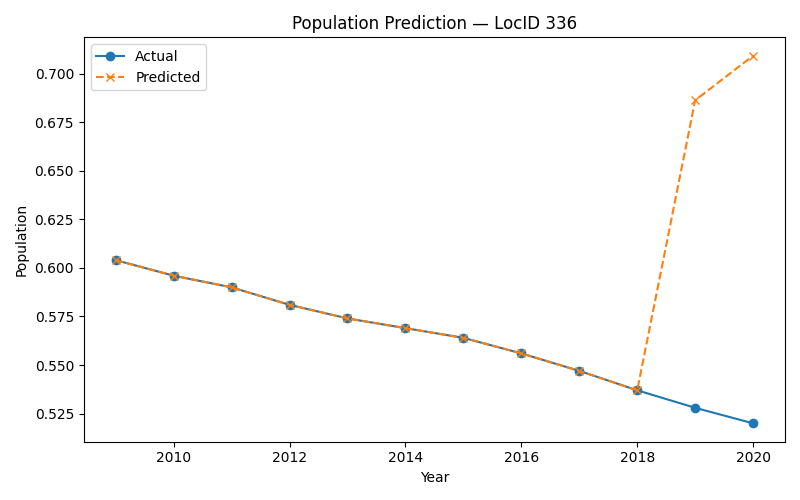 Population Prediction — LocID 336
Actual
Predicted
0.700
0.675
0.650
0.625
0.600
0.575
0.550
0.525
Population
2010 2012 2014 2016 2018 2020
Year